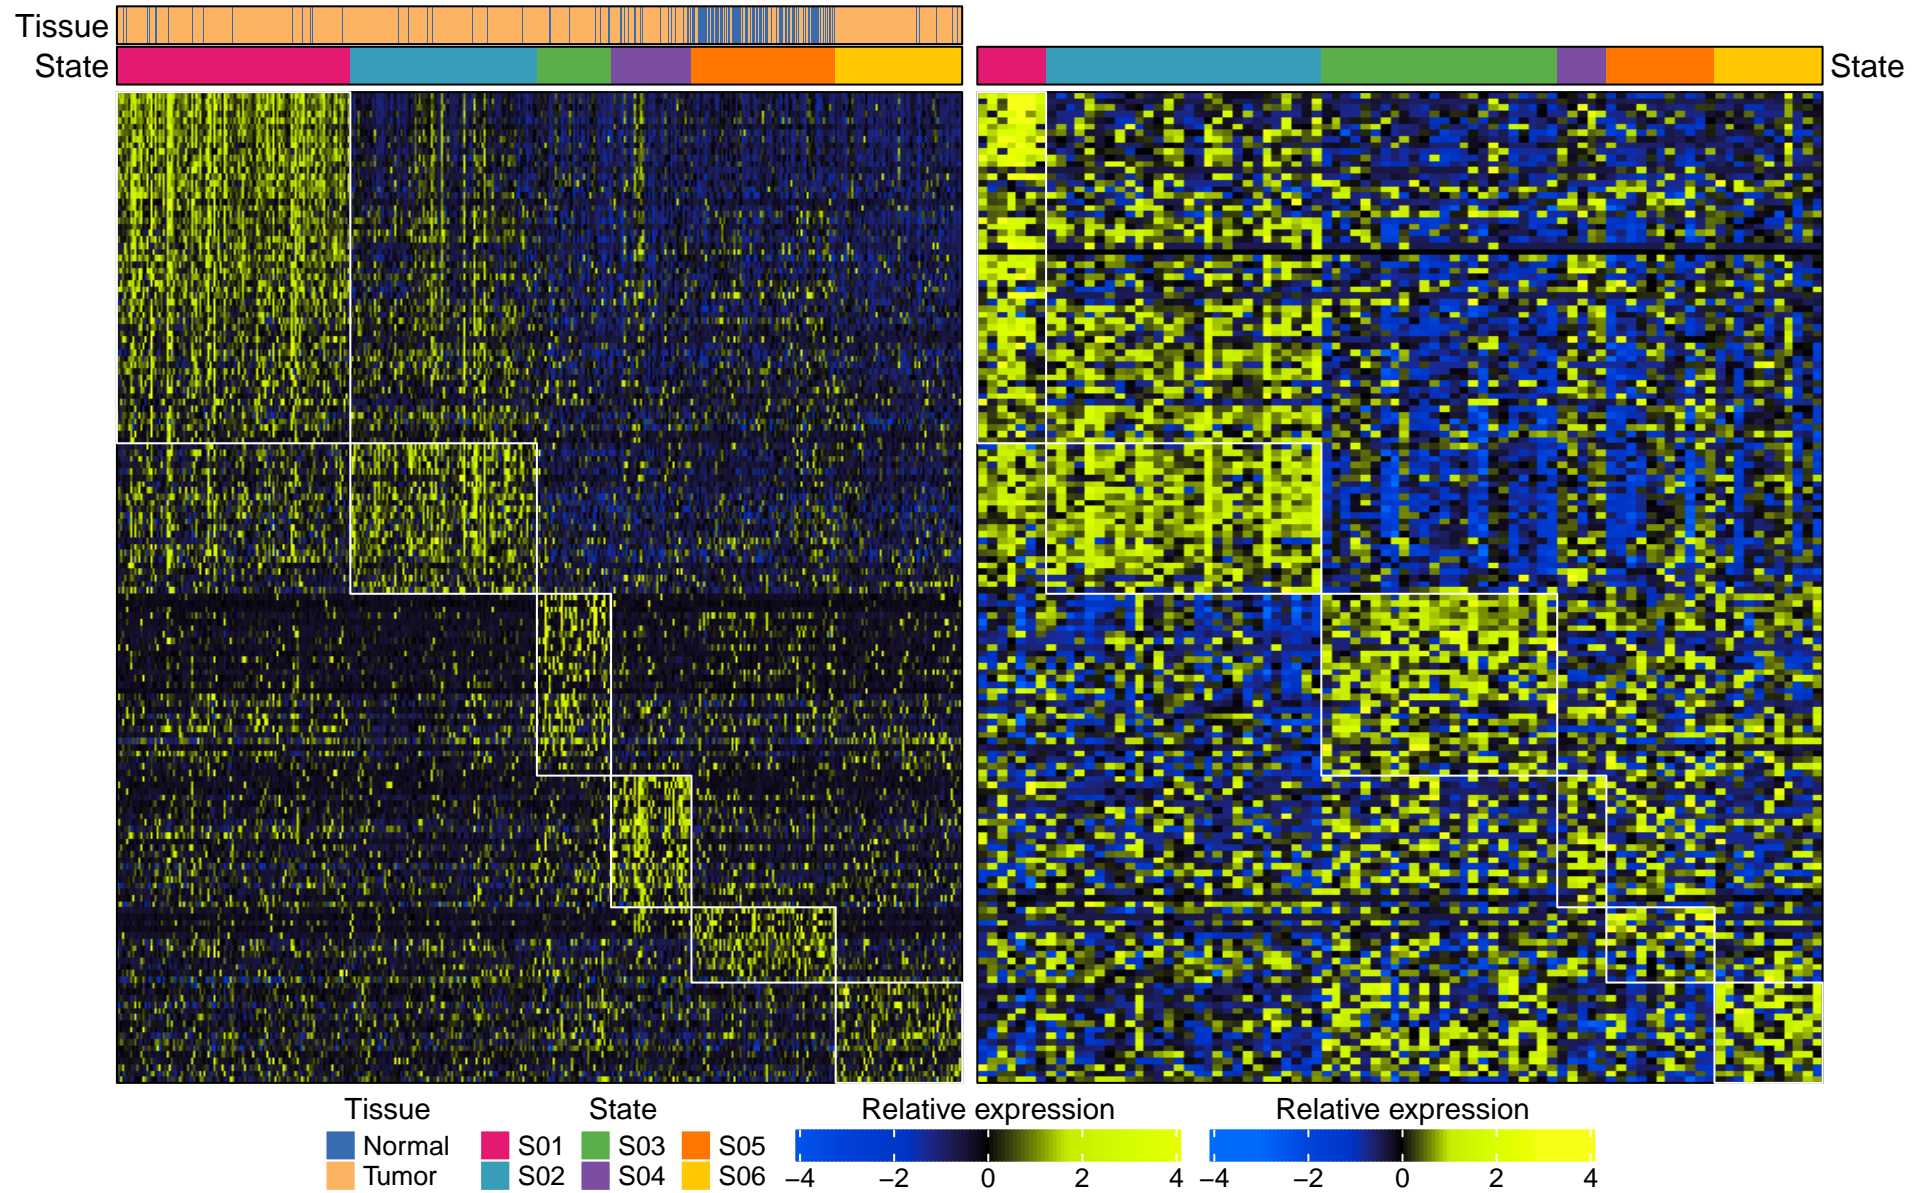 Tissue
State
State
Tissue State Relative expression Relative expression
Normal S01 S03 S05
Tumor S02 S04 S06
−4 −2 0 2 4 −4 −2 0 2 4